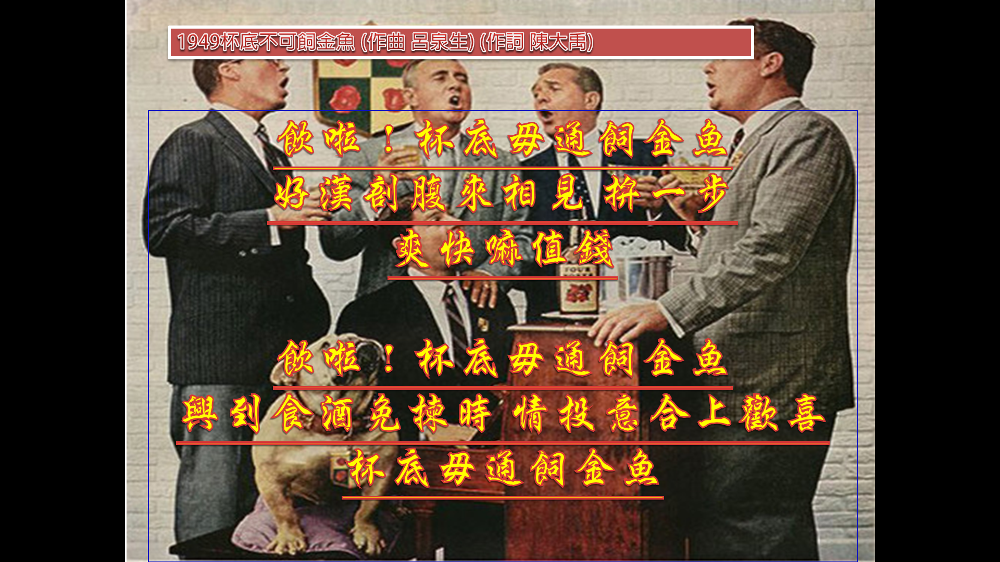 1949杯底不可飼金魚 (作曲 呂泉生) (作詞 陳大禹)
飲啦！杯底毋通飼金魚
好漢剖腹來相見 拚一步
爽快嘛值錢
FOUR
飲啦！杯底毋通飼金魚
興到食酒免揀時 情投意合上歡喜
杯底毋通飼金魚